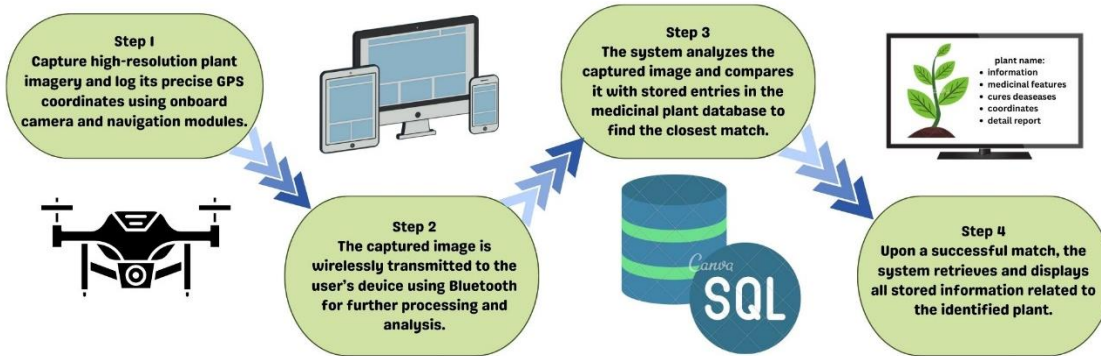 Step 1
Capture high-resolution plant
imagery and log its precise GPS
coordinates using onboard
camera and navigation modules.
Step 2
The captured image is
wirelessly transmitted to the
user's device using Bluetooth
for further processing and
analysis.
Step 3
The system analyzes the
captured image and compares
it with stored entries in the
medicinal plant database to
find the closest match.
Canva
SQL
plant name:
• information
• medicinal features
• cures deaseases
• coordinates
• detail report
Step 4
Upon a successful match, the
system retrieves and displays
all stored information related to
the identified plant.